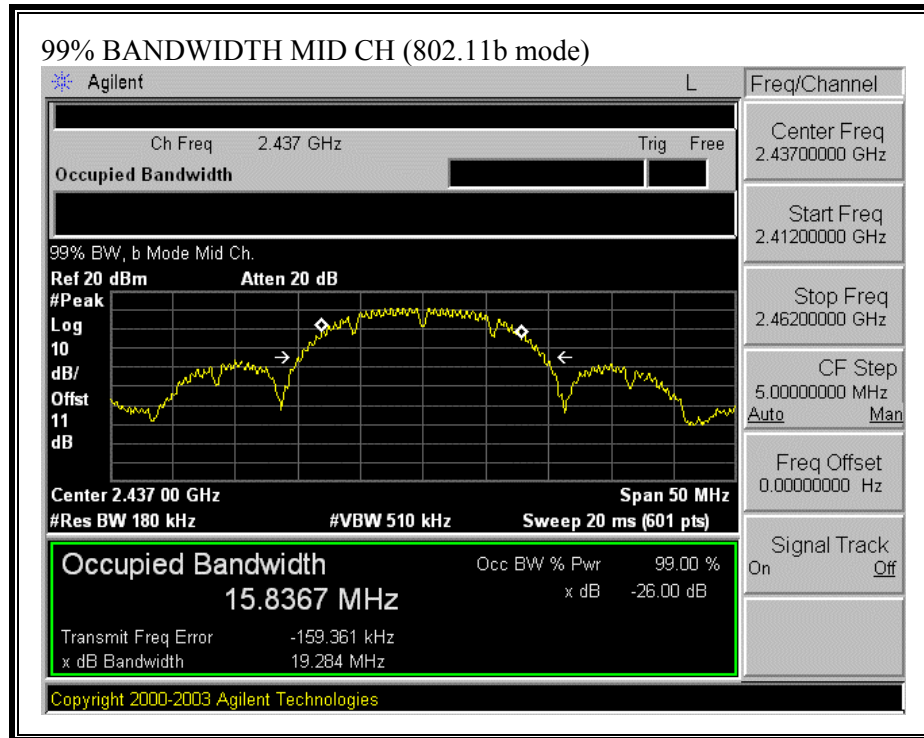 99% BANDWIDTH MID CH (802.11b mode)
Agilent L
Freq/Channel
Ch Freq 2.437 GHz Trig Free
Occupied Bandwidth
Center Freq
2.43700000 GHz
Start Freq
2.41200000 GHz
Stop Freq
2.46200000 GHz
CF Step
5.00000000 MHz
Auto Man
Freq Offset
0.00000000 Hz
Signal Track
On Off
99% BW, b Mode Mid Ch.
Ref 20 dBm Atten 20 dB
#Peak
Log
10
dB/
Offst
11
dB
Center 2.437 00 GHz Span 50 MHz
#Res BW 180 kHz #VBW 510 kHz Sweep 20 ms (601 pts)
Occupied Bandwidth
15.8367 MHz
Occ BW % Pwr 99.00 %
x dB -26.00 dB
Transmit Freq Error -159.361 kHz
x dB Bandwidth 19.284 MHz
Copyright 2000-2003 Agilent Technologies